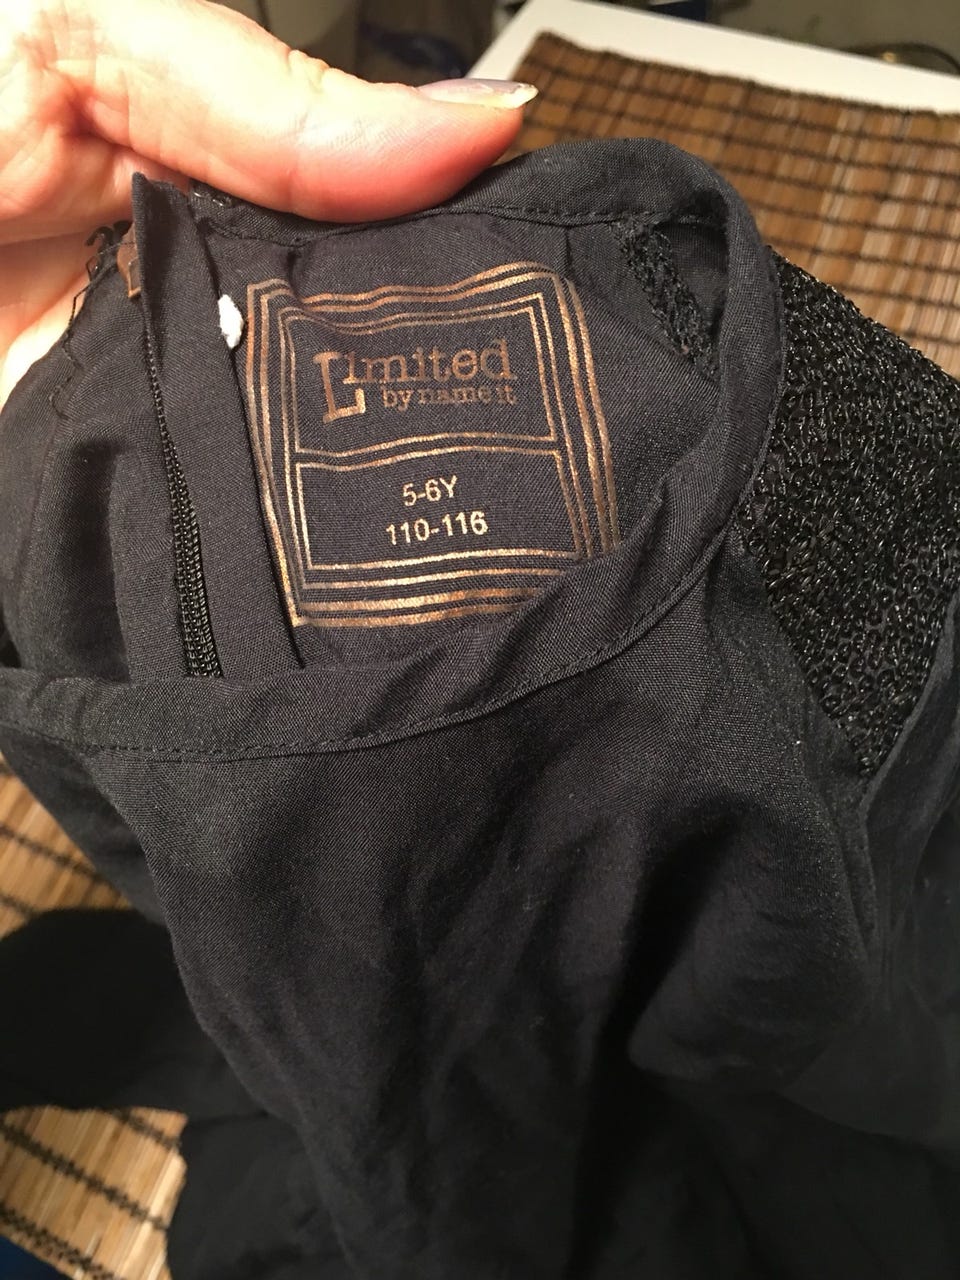 Limited
by name it
5-6Y
110-116